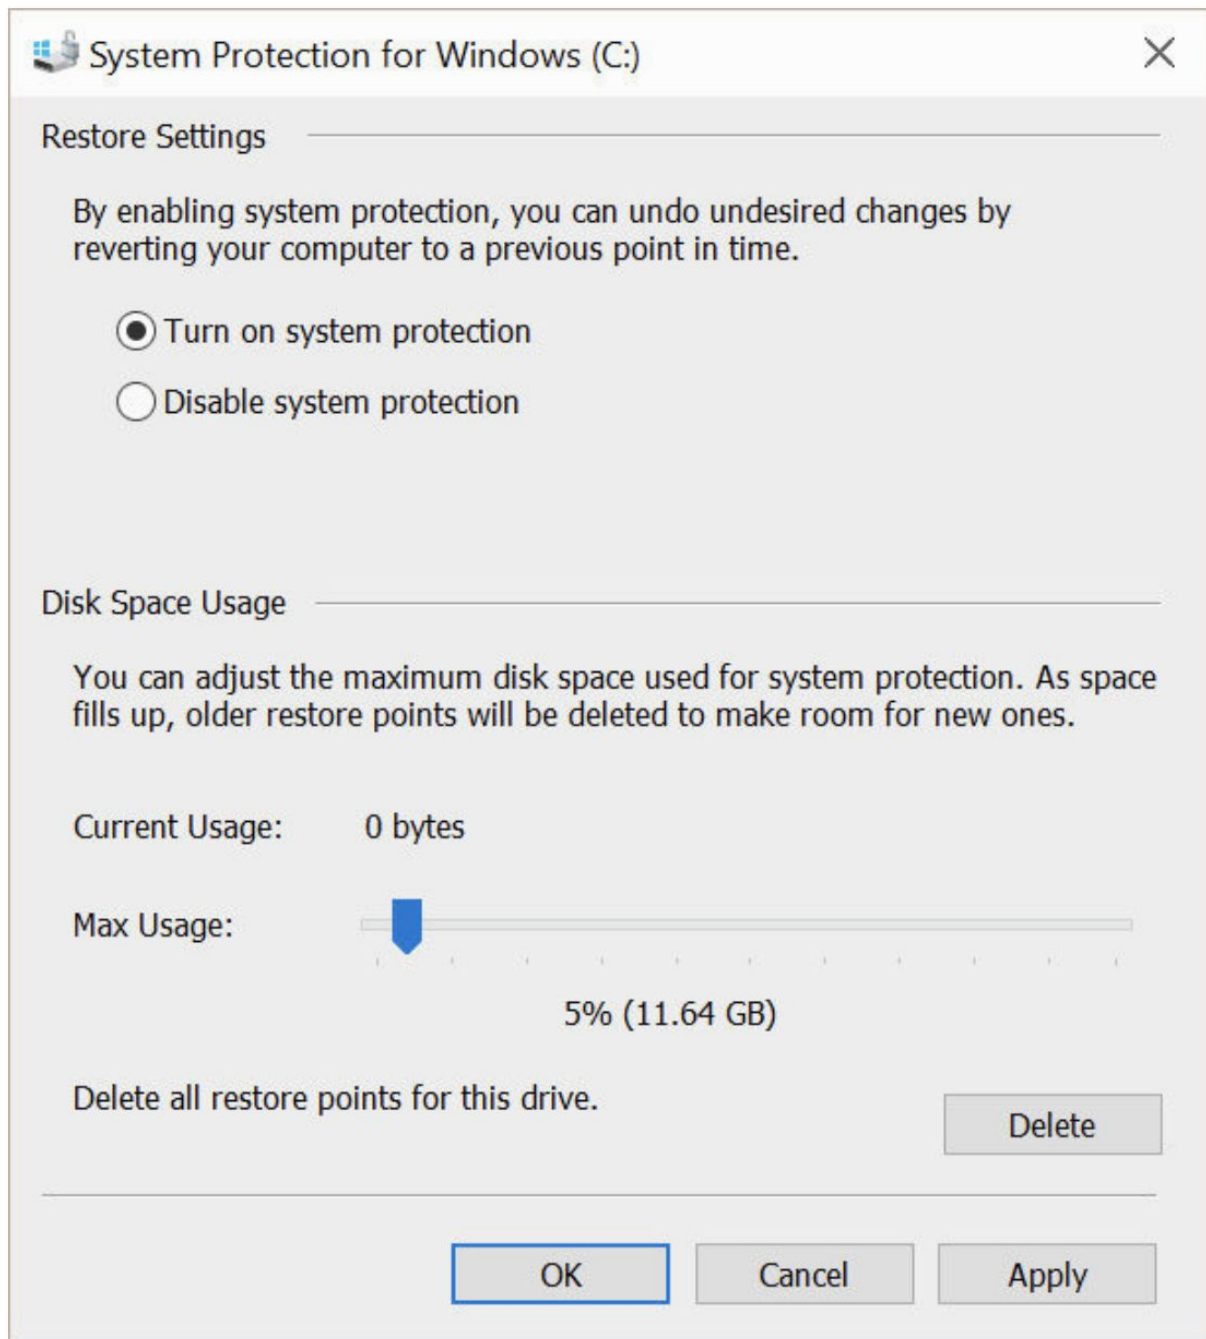 System Protection for Windows (C:)
Restore Settings
By enabling system protection, you can undo undesired changes by
reverting your computer to a previous point in time.
Turn on system protection
Disable system protection
Disk Space Usage
You can adjust the maximum disk space used for system protection. As space
fills up, older restore points will be deleted to make room for new ones.
Current Usage: 0 bytes
Max Usage:
5% (11.64 GB)
Delete all restore points for this drive.
Delete
OK Cancel Apply